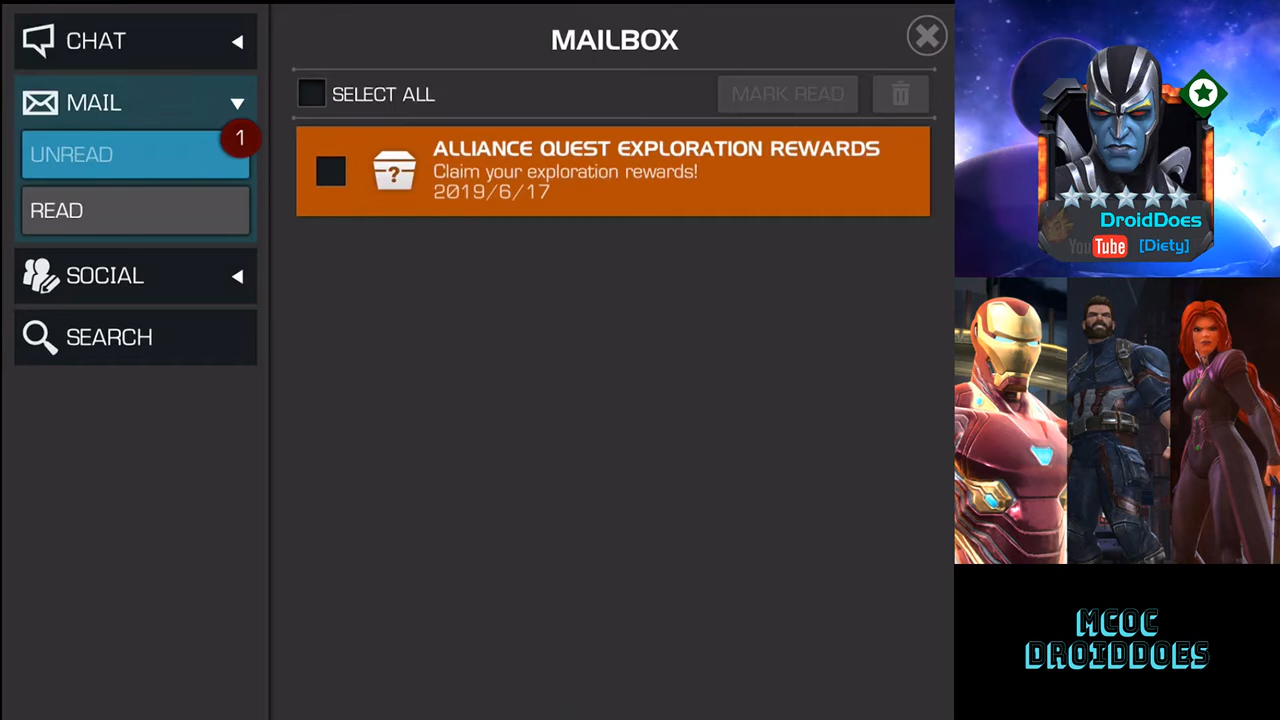 CHAT
MAIL
UNREAD
1
READ
SOCIAL
SEARCH
MAILBOX
SELECT ALL
MARK READ
ALLIANCE QUEST EXPLORATION REWARDS
Claim your exploration rewards!
2019/6/17
DroidDoes
YouTube [Diety]
MCOC
DROIDDOES